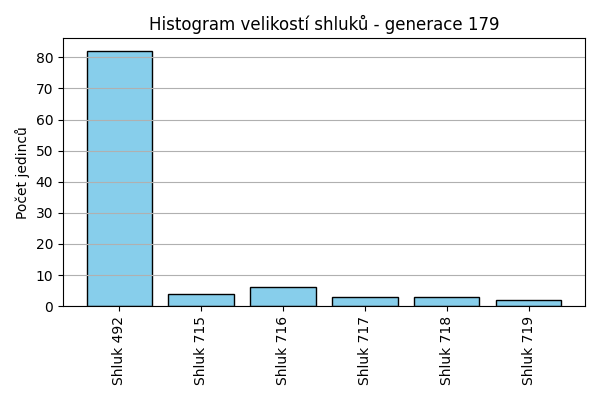 Histogram velikostí shluků - generace 179
Počet jedinců
80
70
60
50
40
30
20
10
0
Shluk 492
Shluk 715
Shluk 716
Shluk 717
Shluk 718
Shluk 719